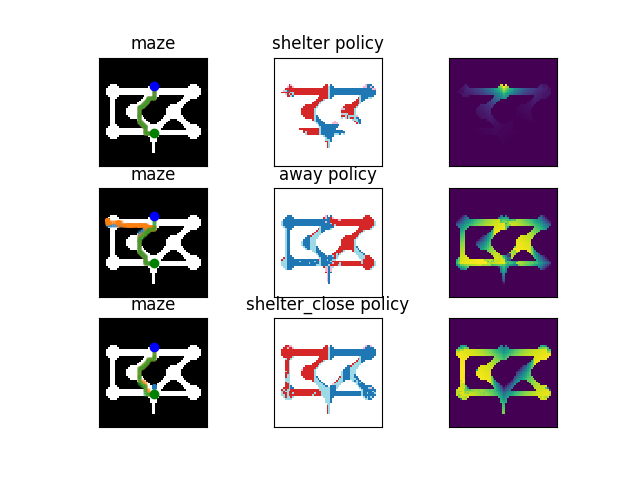 maze
shelter policy
maze
away policy
maze
shelter_close policy